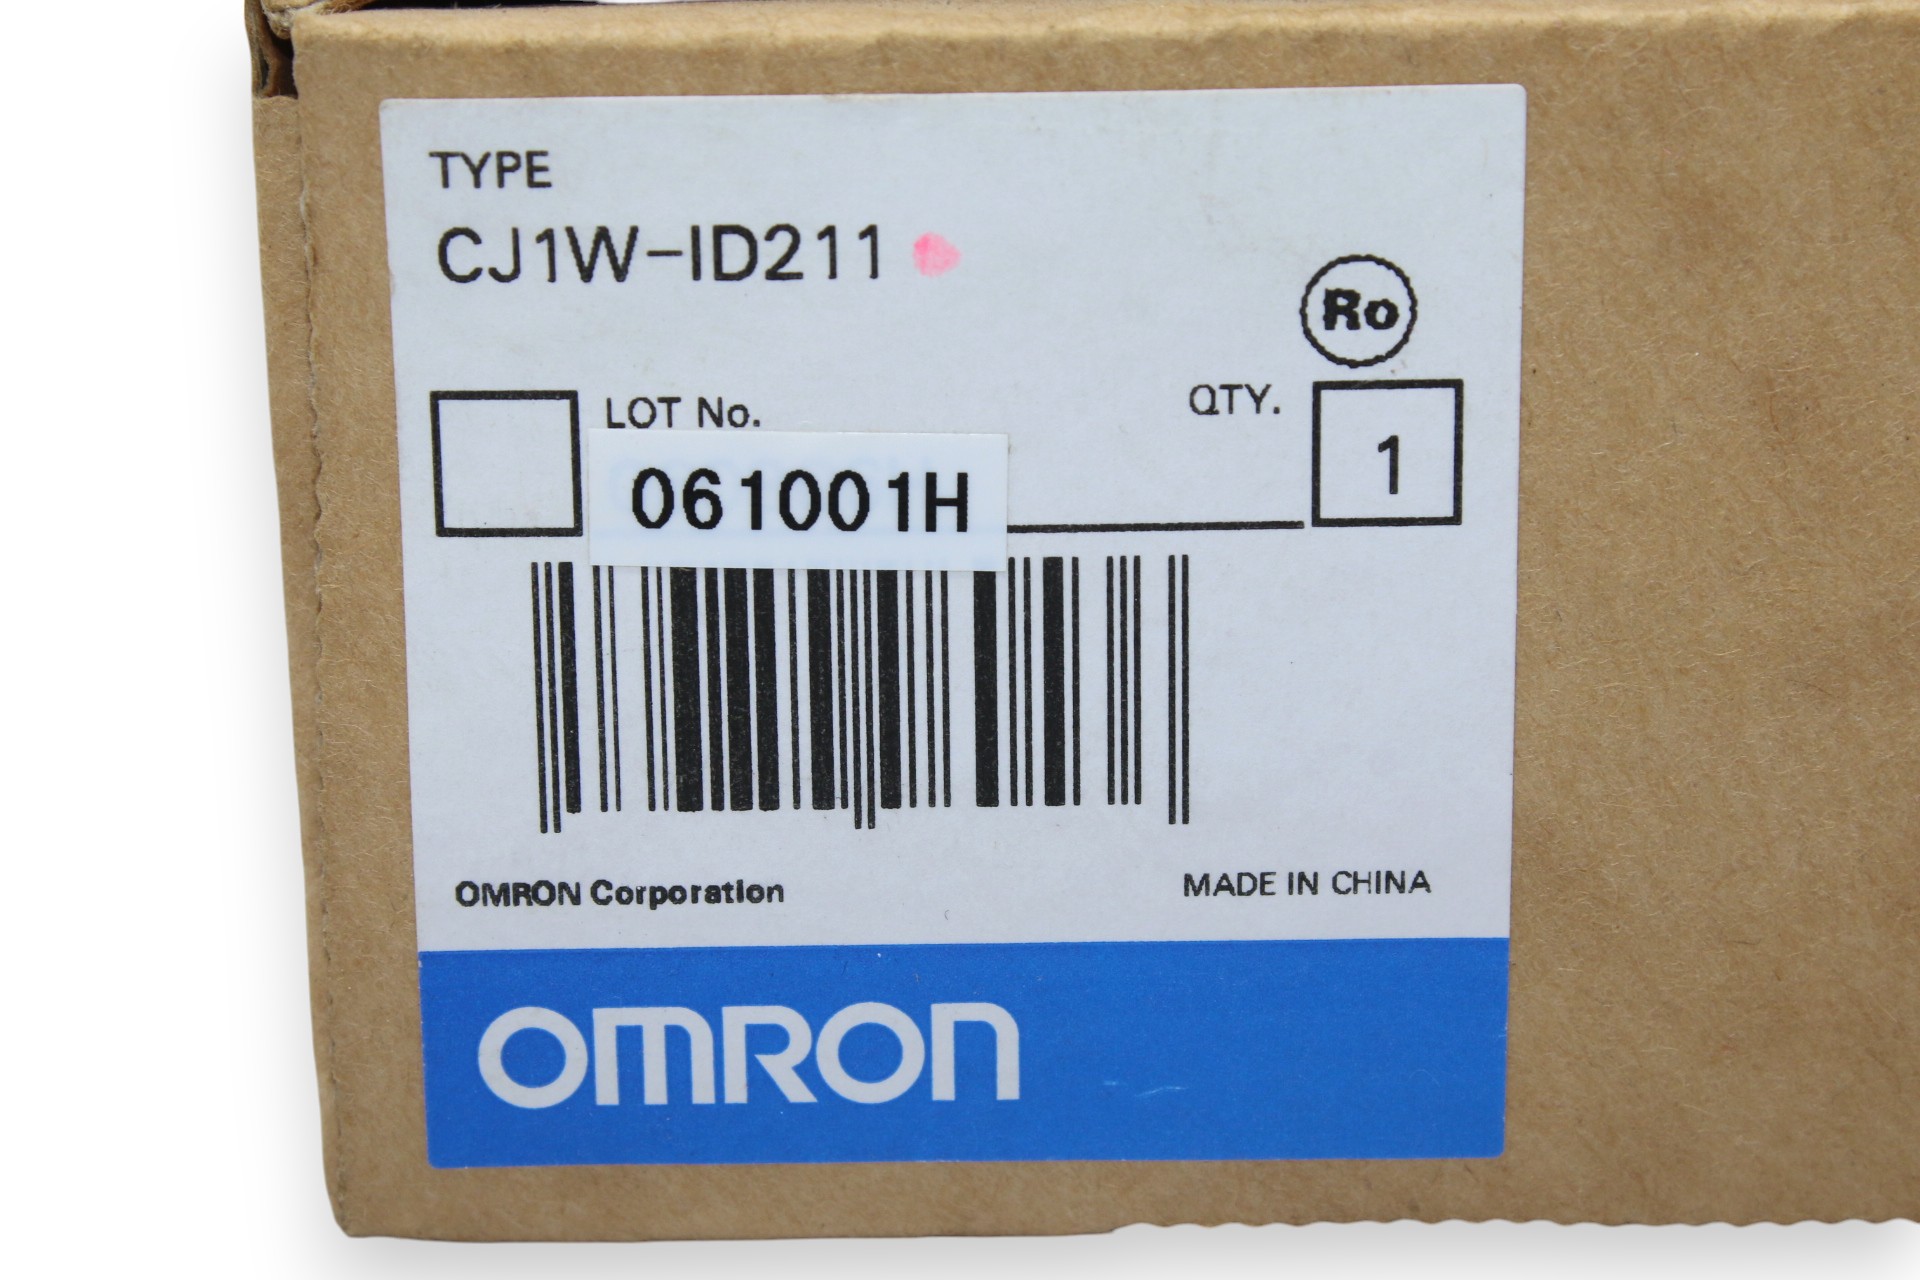 TYPE
CJ1W-ID211
Ro
LOT No.
QTY.
061001H
1
OMRON Corporation
MADE IN CHINA
OMRON